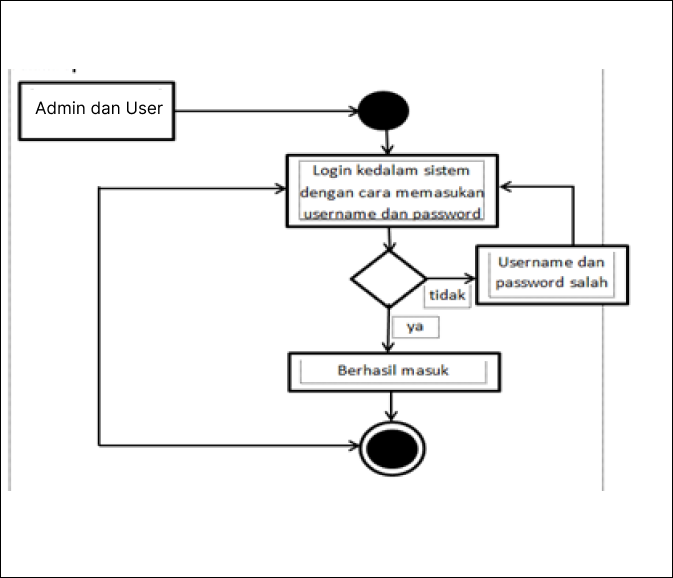 Admin dan User
Login kedalam sistem
dengan cara memasukan
username dan password
Username dan
password salah
tidak
ya
Berhasil masuk